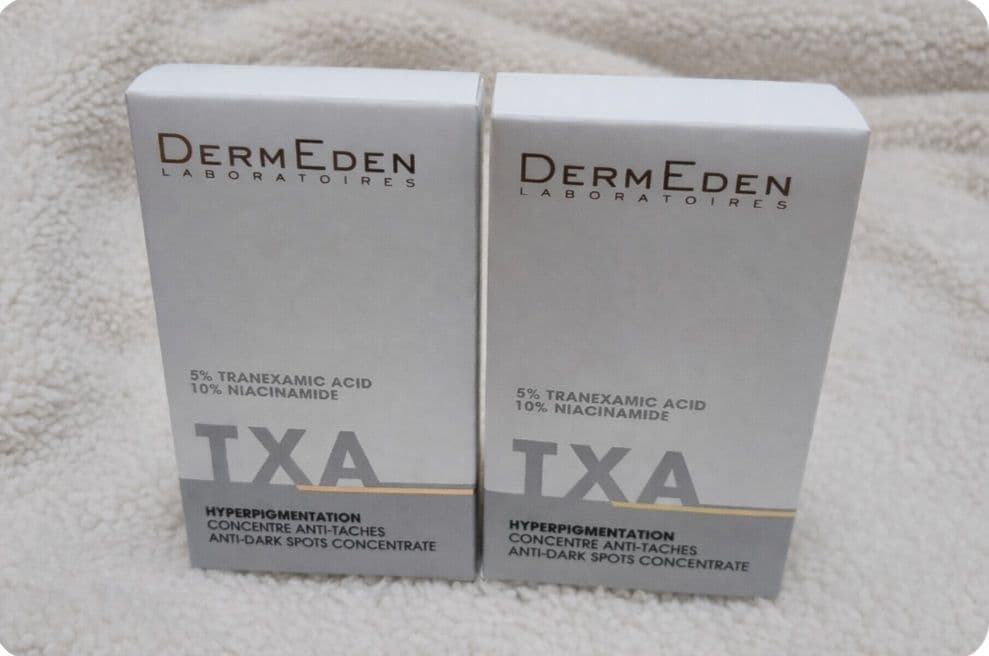 DERMEDEN
LABORATOIRES
5% TRANEXAMIC ACID
10% NIACINAMIDE
TXA
HYPERPIGMENTATION
CONCENTRE ANTI-TACHES
ANTI-DARK SPOTS CONCENTRATE
DERMEDEN
LABORATOIRES
5% TRANEXAMIC ACID
10% NIACINAMIDE
TXA
HYPERPIGMENTATION
CONCENTRE ANTI-TACHES
ANTI-DARK SPOTS CONCENTRATE